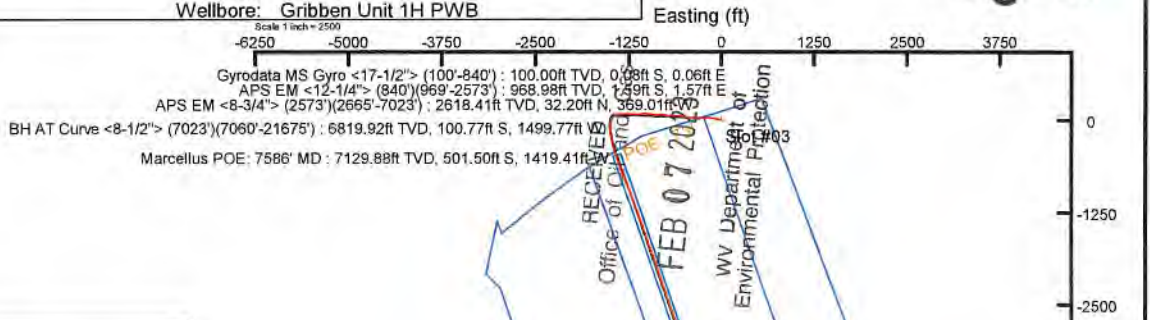 Wellbore: Gribben Unit 1H PWB
Easting (ft)
Scale 1 inch = 2500
-6250 -5000 -3750 -2500 -1250 0 1250 2500 3750
Gyrodata MS Gyro <17-1/2"> (100'-840') : 100.00ft TVD, 0.08ft S, 0.06ft E
APS EM <12-1/4"> (840')(969'-2573') : 968.98ft TVD, 1.59ft S, 1.57ft E
APS EM <8-3/4"> (2573')(2665'-7023') : 2618.41ft TVD, 32.20ft N, 369.01ft
BH AT Curve <8-1/2"> (7023')(7060'-21675') : 6819.92ft TVD, 100.77ft S, 1499.77ft W
Marcellus POE: 7586' MD : 7129.88ft TVD, 501.50ft S, 1419.41ft W
POE
Slot #03
0
-1250
-2500
RECEIVED
Office of Oil and
FEB 07 2023
WV Department of
Environmental Protection